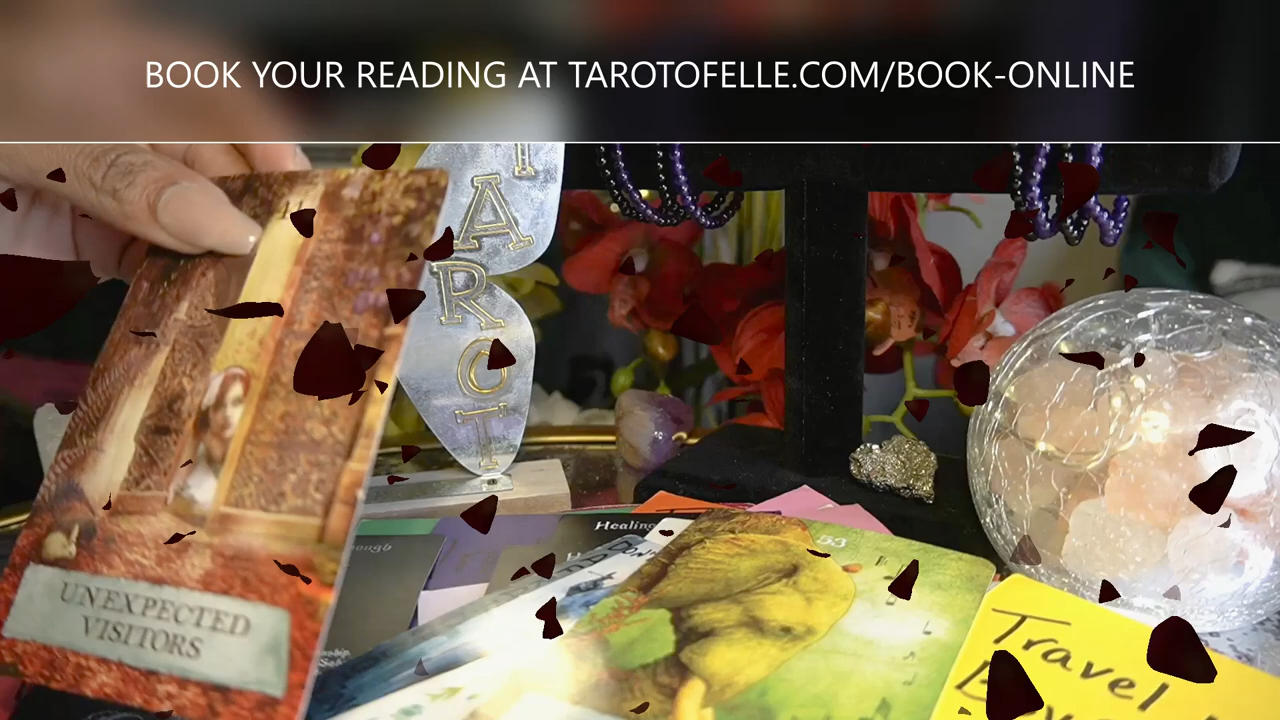 BOOK YOUR READING AT TAROTOFELLE.COM/BOOK-ONLINE
TAROT
Healing
53
UNEXPECTED
VISITORS
Travel